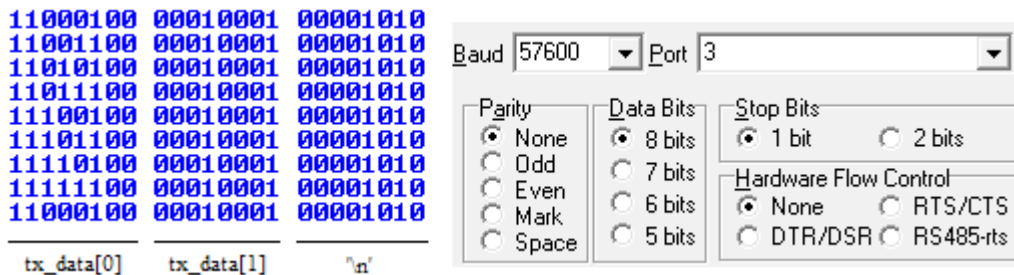 11000100 00010001 00001010
11001100 00010001 00001010
11010100 00010001 00001010
11011100 00010001 00001010
11100100 00010001 00001010
11101100 00010001 00001010
11110100 00010001 00001010
11111100 00010001 00001010
11000100 00010001 00001010
tx_data[0] tx_data[1] '\n'
Baud 57600 Port 3
Parity
None
Odd
Even
Mark
Space
Data Bits
8 bits
7 bits
6 bits
5 bits
Stop Bits
1 bit 2 bits
Hardware Flow Control
None RTS/CTS
DTR/DSR RS485-rts